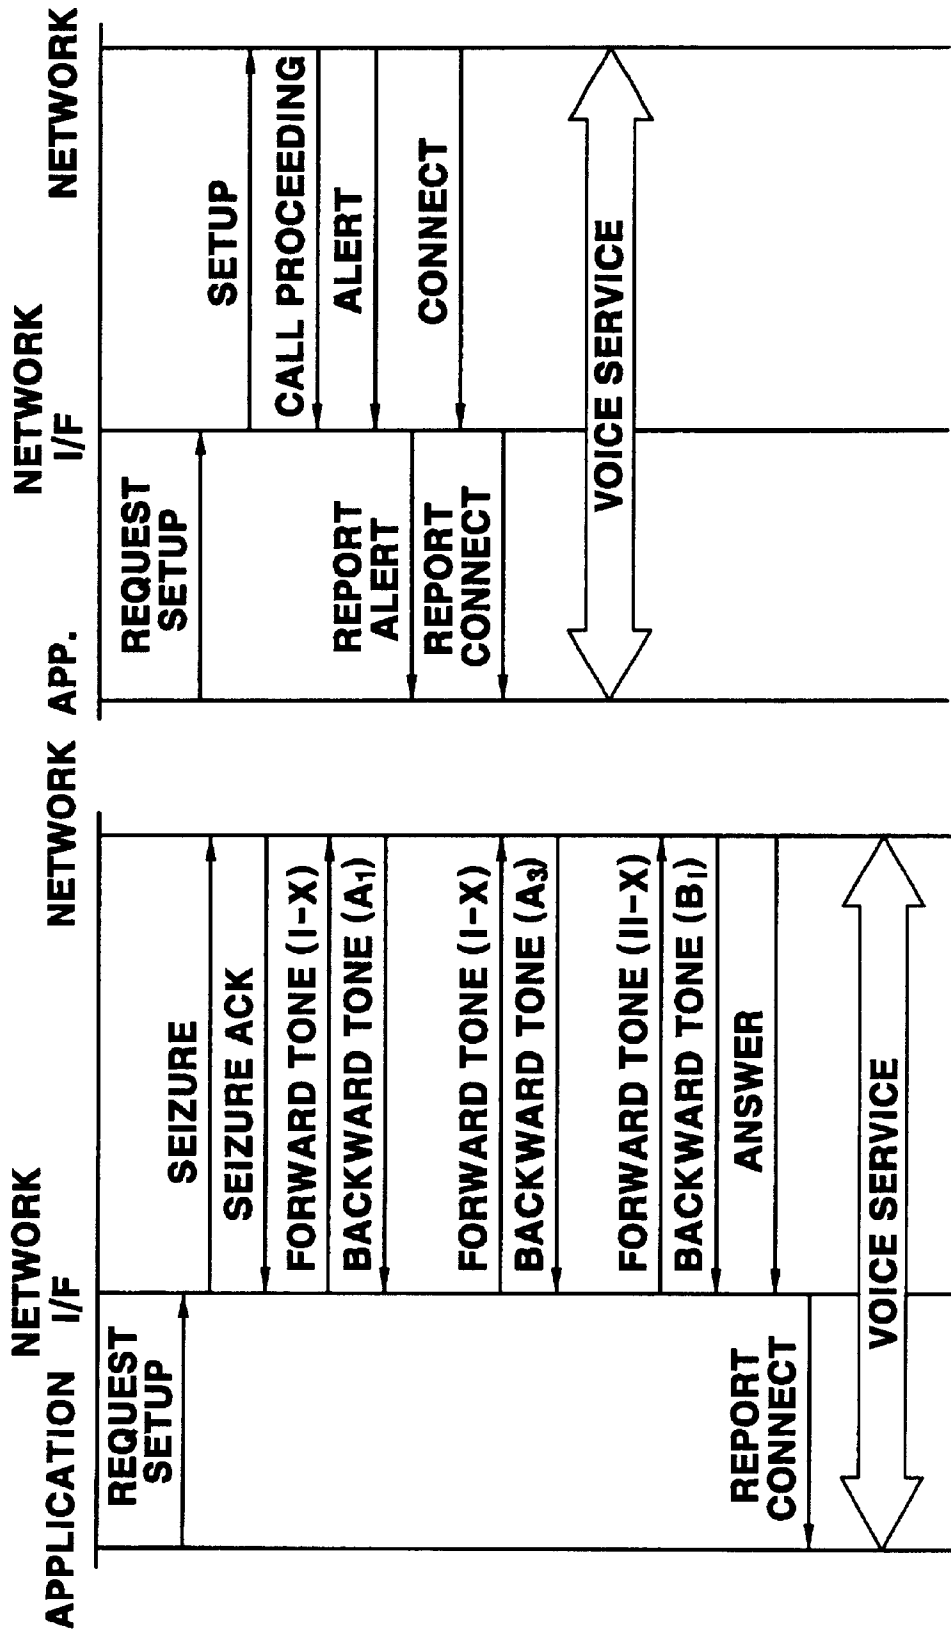 APPLICATION
NETWORK
I/F
NETWORK
REQUEST
SETUP
SEIZURE
SEIZURE ACK
FORWARD TONE (I-X)
BACKWARD TONE (A1)
FORWARD TONE (I-X)
BACKWARD TONE (A3)
FORWARD TONE (II-X)
BACKWARD TONE (B1)
ANSWER
REPORT
CONNECT
VOICE SERVICE
APP.
NETWORK
I/F
NETWORK
REQUEST
SETUP
SETUP
CALL PROCEEDING
ALERT
REPORT
ALERT
CONNECT
REPORT
CONNECT
VOICE SERVICE